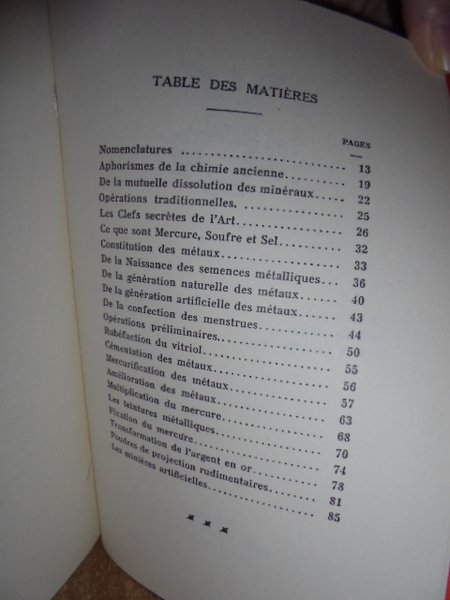 TABLE DES MATIÈRES
PAGES
Nomenclatures ........................ 13
Aphorismes de la chimie ancienne........... 19
De la mutuelle dissolution des minéraux..... 22
Opérations traditionnelles. ................ 25
Les Clefs secrètes de l'Art................ 26
Ce que sont Mercure, Soufre et Sel.......... 32
Constitution des métaux.................... 33
De la Naissance des semences métalliques... 36
De la génération naturelle des métaux....... 40
De la génération artificielle des métaux..... 43
De la confection des menstrues............. 44
Opérations préliminaires................... 50
Rubéfaction du vitriol..................... 55
Cémentation des métaux..................... 56
Mercurification des métaux................. 57
Amélioration des métaux.................... 63
Multiplication du mercure.................. 68
Les teintures métalliques.................. 70
Fixation du mercure........................ 74
Transformation de l'argent en or........... 78
Poudres de projection rudimentaires........ 81
Les minières artificielles................. 85
* * *